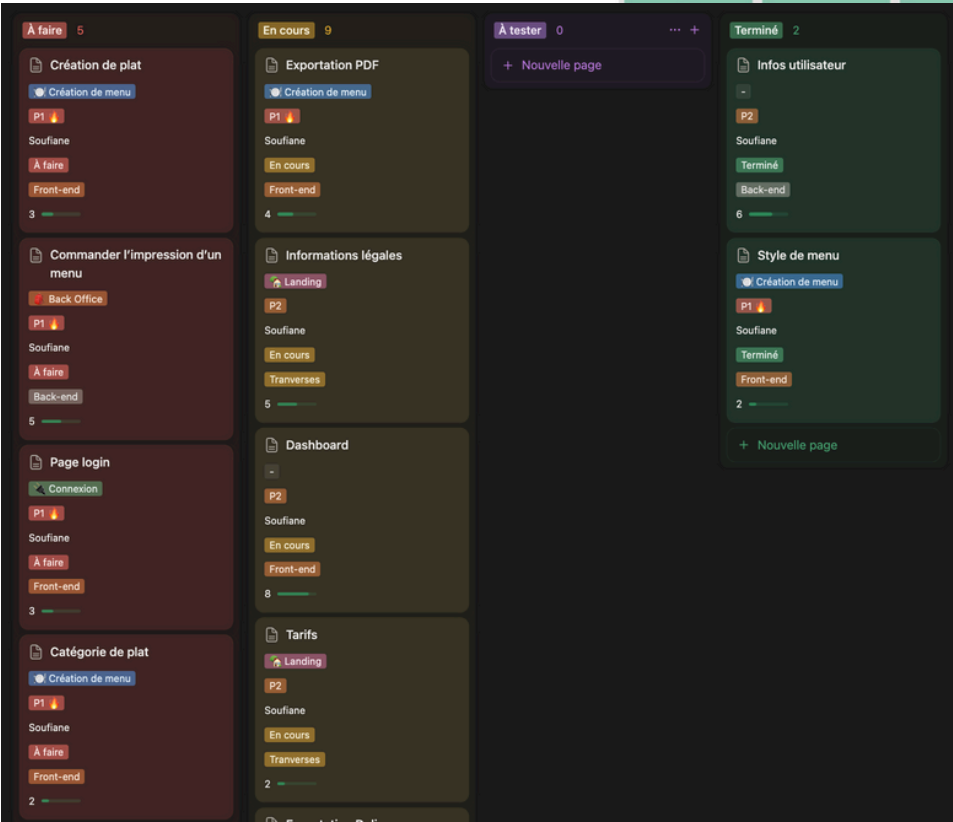 À faire 5
Création de plat
Création de menu
P1
Soufiane
À faire
Front-end
3
Commander l'impression d'un
menu
Back Office
P1
Soufiane
À faire
Back-end
5
Page login
Connexion
P1
Soufiane
À faire
Front-end
3
Catégorie de plat
Création de menu
P1
Soufiane
À faire
Front-end
2
En cours 9
Exportation PDF
Création de menu
P1
Soufiane
En cours
Front-end
4
Informations légales
Landing
P2
Soufiane
En cours
Tranverses
5
Dashboard
-
P2
Soufiane
En cours
Front-end
8
Tarifs
Landing
P2
Soufiane
En cours
Tranverses
2
À tester 0 ··· +
+ Nouvelle page
Terminé 2
Infos utilisateur
-
P2
Soufiane
Terminé
Back-end
6
Style de menu
Création de menu
P1
Soufiane
Terminé
Front-end
2
+ Nouvelle page